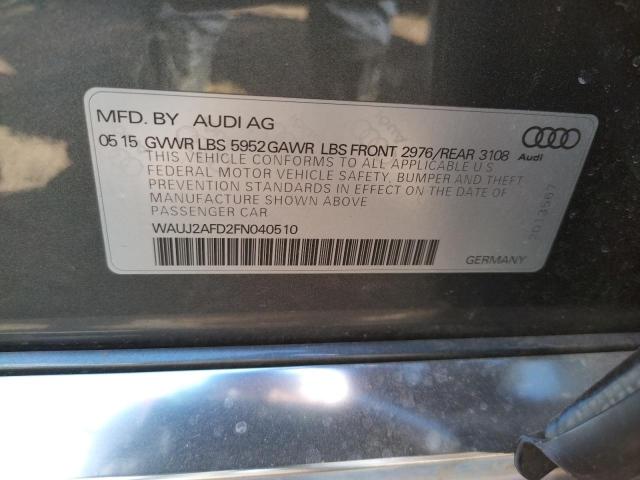 MFD. BY AUDI AG
05 15 GVWR LBS 5952 GAWR LBS FRONT 2976/REAR 3108
THIS VEHICLE CONFORMS TO ALL APPLICABLE U S
FEDERAL MOTOR VEHICLE SAFETY, BUMPER AND THEFT
PREVENTION STANDARDS IN EFFECT ON THE DATE OF
MANUFACTURE SHOWN ABOVE
PASSENGER CAR
WAUJ2AFD2FN040510
Audi
2013567
GERMANY